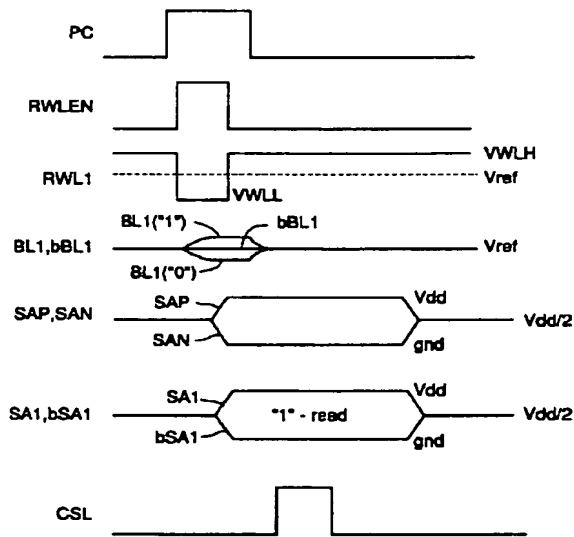 PC
RWLEN
VWLH
RWL1
Vref
VWLL
BL1("1")
bBL1
BL1,bBL1
Vref
BL1("0")
SAP
Vdd
SAP,SAN
Vdd/2
SAN
gnd
SA1
Vdd
SA1,bSA1
"1" - read
Vdd/2
bSA1
gnd
CSL